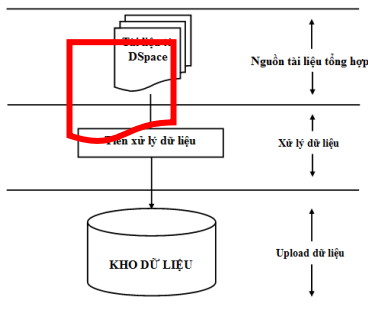 Tài liệu
DSpace
Nguồn tài liệu tổng hợp
Tiền xử lý dữ liệu
Xử lý dữ liệu
KHO DỮ LIỆU
Upload dữ liệu